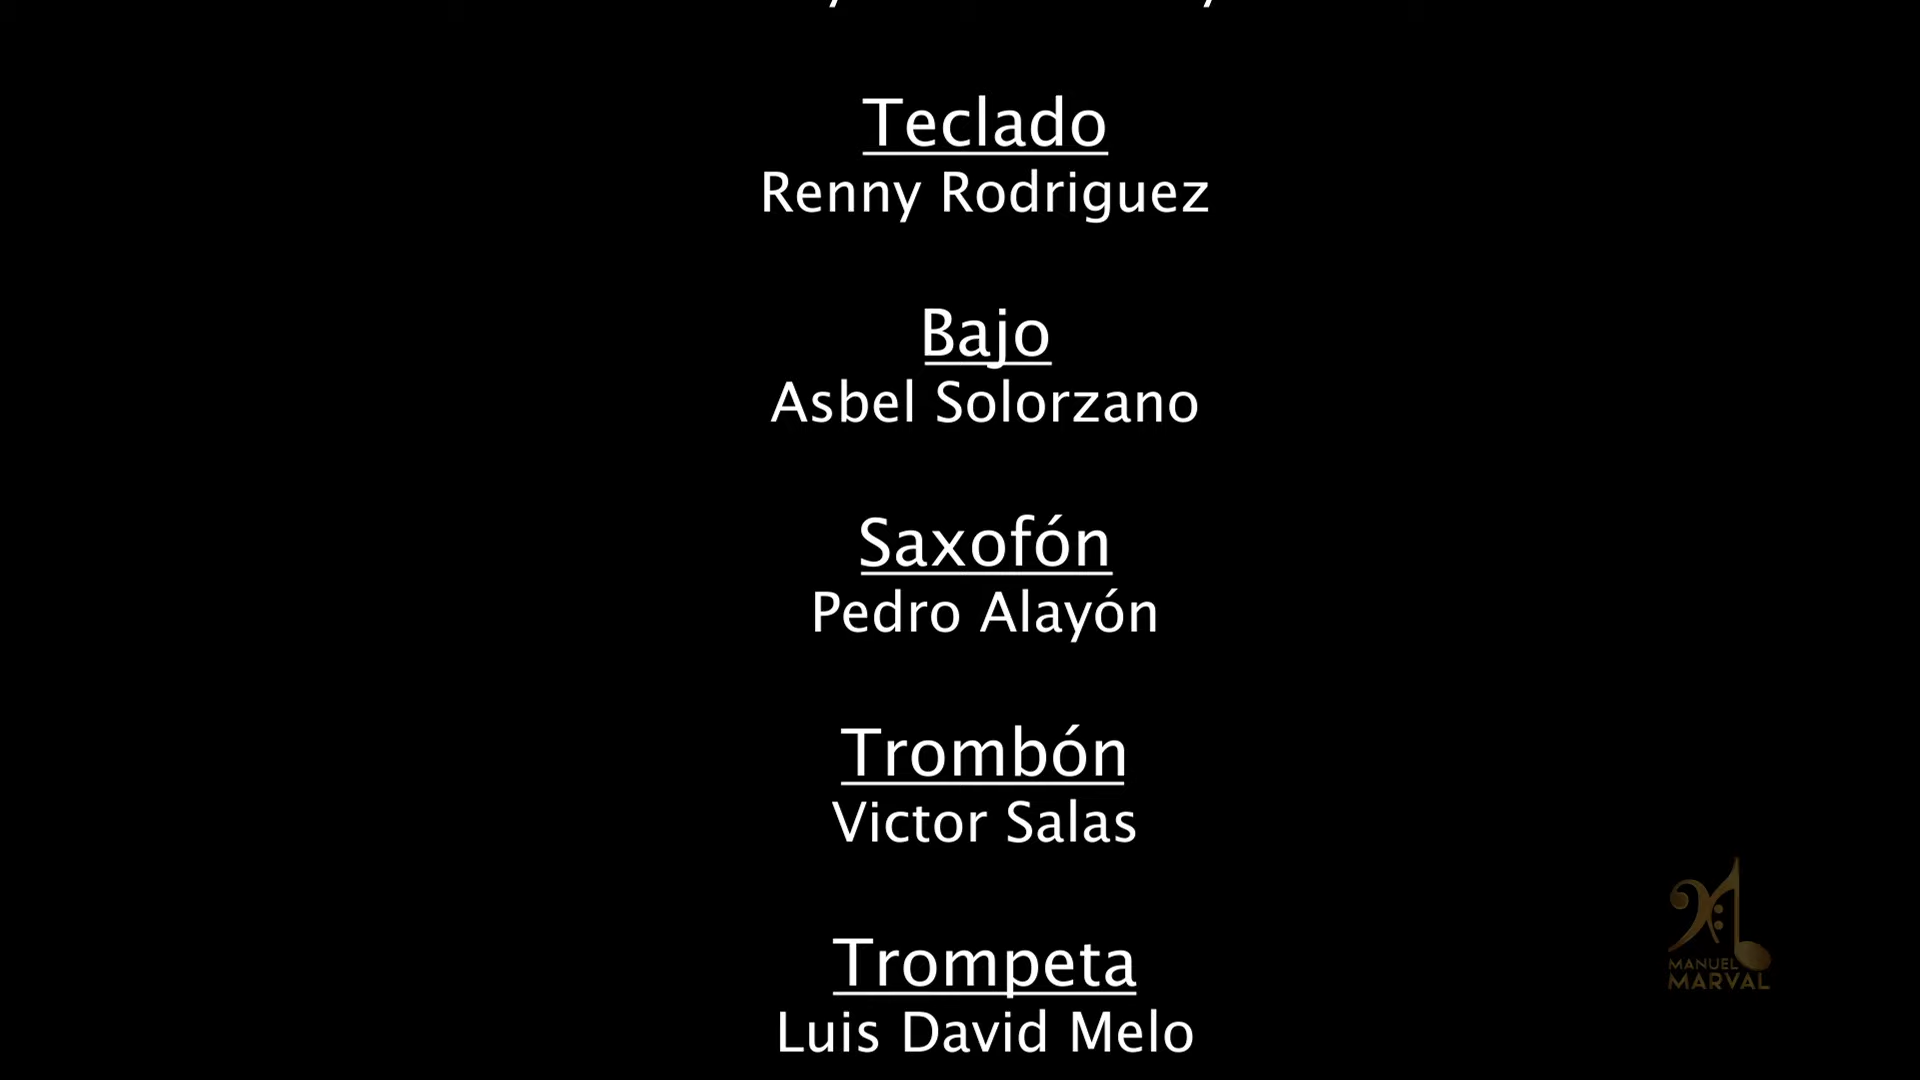 Teclado
Renny Rodriguez
Bajo
Asbel Solorzano
Saxofón
Pedro Alayón
Trombón
Victor Salas
Trompeta
Luis David Melo
MANUEL
MARVAL